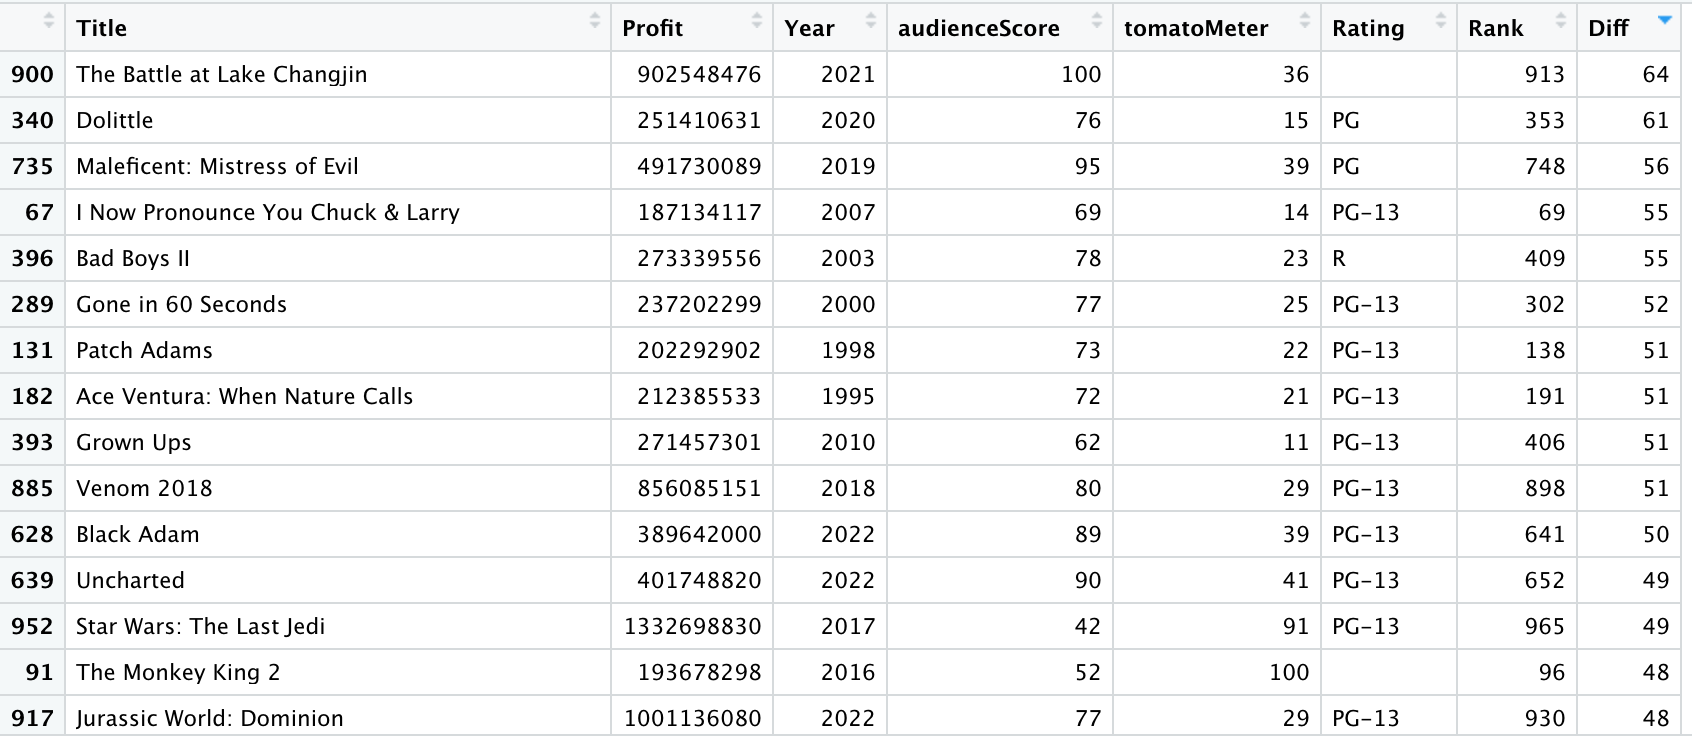 Title Profit Year audienceScore tomatoMeter Rating Rank Diff
900 The Battle at Lake Changjin 902548476 2021 100 36 913 64
340 Dolittle 251410631 2020 76 15 PG 353 61
735 Maleficent: Mistress of Evil 491730089 2019 95 39 PG 748 56
67 I Now Pronounce You Chuck & Larry 187134117 2007 69 14 PG-13 69 55
396 Bad Boys II 273339556 2003 78 23 R 409 55
289 Gone in 60 Seconds 237202299 2000 77 25 PG-13 302 52
131 Patch Adams 202292902 1998 73 22 PG-13 138 51
182 Ace Ventura: When Nature Calls 212385533 1995 72 21 PG-13 191 51
393 Grown Ups 271457301 2010 62 11 PG-13 406 51
885 Venom 2018 856085151 2018 80 29 PG-13 898 51
628 Black Adam 389642000 2022 89 39 PG-13 641 50
639 Uncharted 401748820 2022 90 41 PG-13 652 49
952 Star Wars: The Last Jedi 1332698830 2017 42 91 PG-13 965 49
91 The Monkey King 2 193678298 2016 52 100 96 48
917 Jurassic World: Dominion 1001136080 2022 77 29 PG-13 930 48